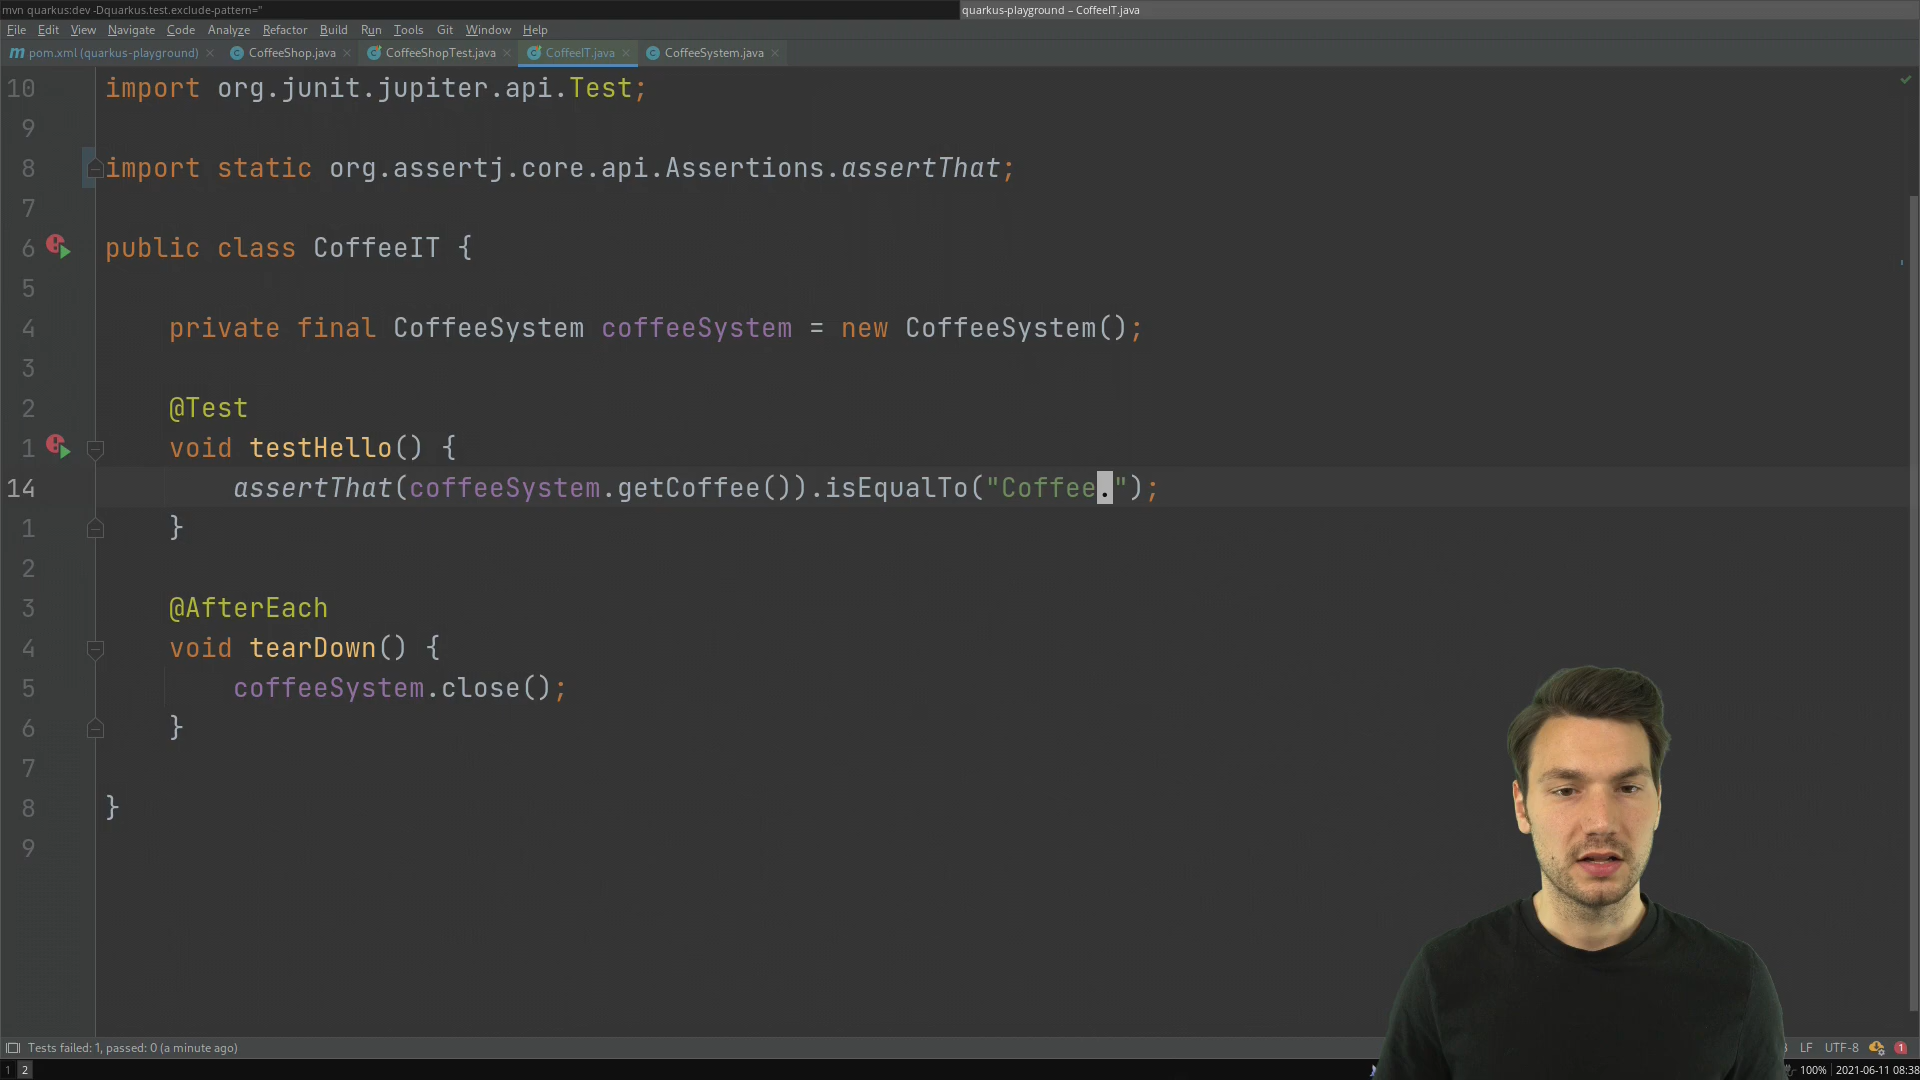 mvn quarkus:dev -Dquarkus.test.exclude-pattern="
quarkus-playground – CoffeeIT.java
File Edit View Navigate Code Analyze Refactor Build Run Tools Git Window Help
pom.xml (quarkus-playground) CoffeeShop.java CoffeeShopTest.java CoffeeIT.java CoffeeSystem.java
10 import org.junit.jupiter.api.Test;
9
8 import static org.assertj.core.api.Assertions.assertThat;
7
6 public class CoffeeIT {
5
4 private final CoffeeSystem coffeeSystem = new CoffeeSystem();
3
2 @Test
1 void testHello() {
14 assertThat(coffeeSystem.getCoffee()).isEqualTo("Coffee.");
1 }
2
3 @AfterEach
4 void tearDown() {
5 coffeeSystem.close();
6 }
7
8 }
9
Tests failed: 1, passed: 0 (a minute ago)
LF UTF-8 1
1 2
100% 2021-06-11 08:38